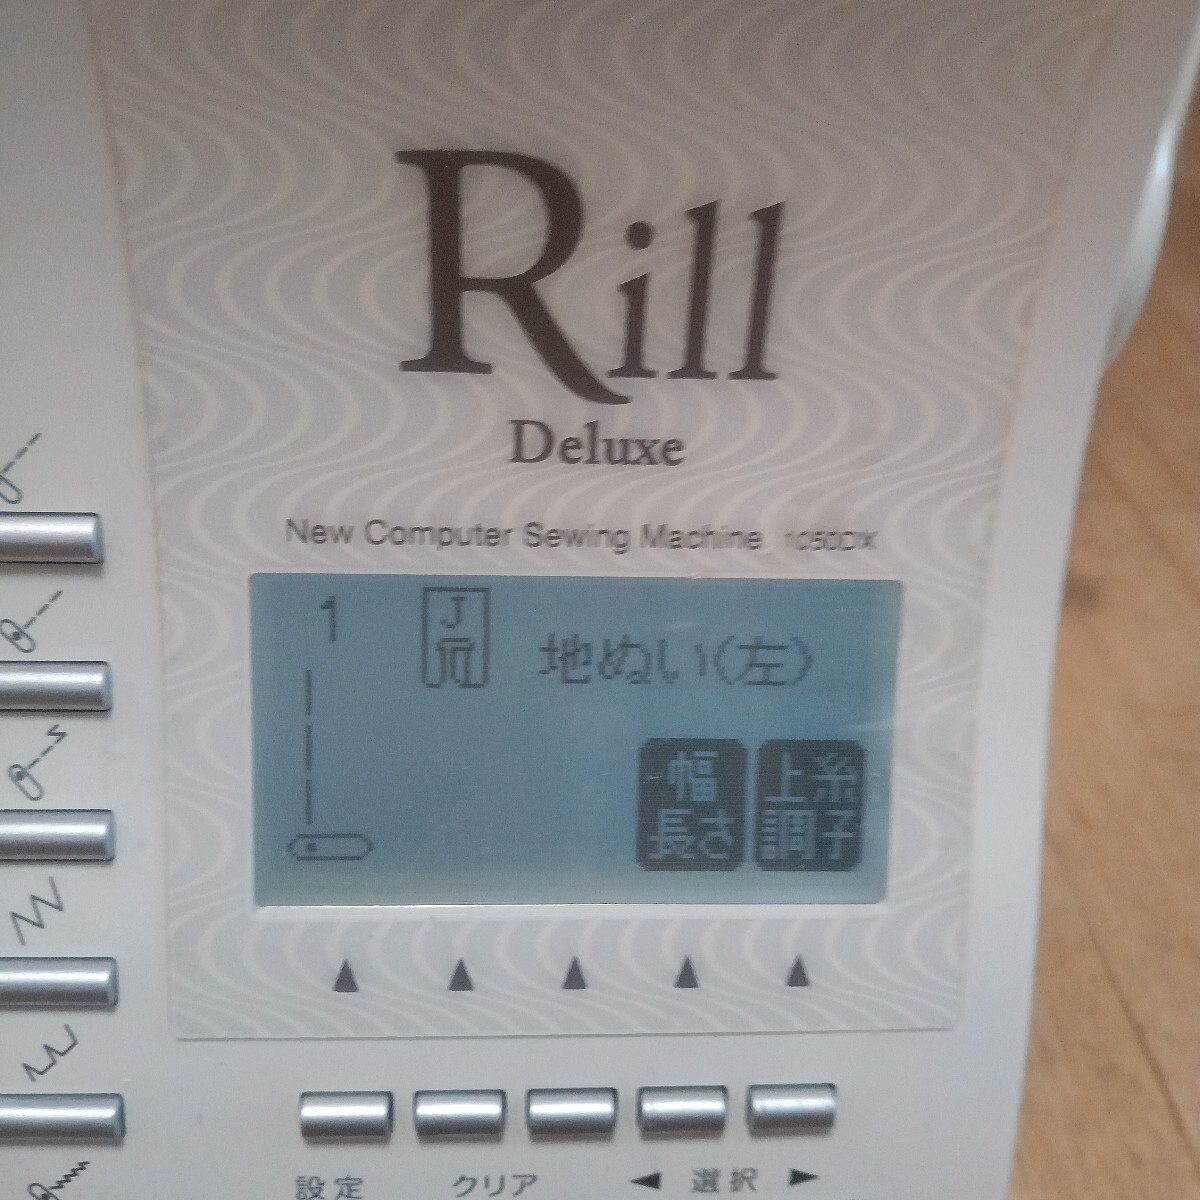 Rill
Deluxe
New Computer Sewing Machine 1050DX
1 J 地ぬい(左)
幅 上糸
長さ 調子
設定 クリア ◀ 選択 ▶